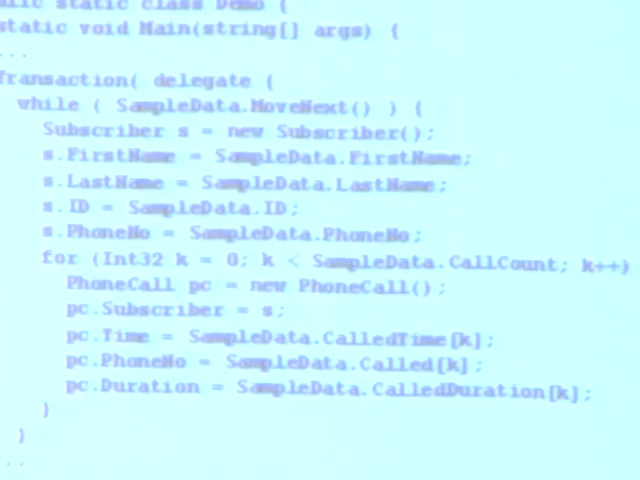 static class Demo {
static void Main(string[] args) {
...
Transaction( delegate {
while ( SampleData.MoveNext() ) {
Subscriber s = new Subscriber();
s.FirstName = SampleData.FirstName;
s.LastName = SampleData.LastName;
s.ID = SampleData.ID;
s.PhoneNo = SampleData.PhoneNo;
for (Int32 k = 0; k < SampleData.CallCount; k++)
PhoneCall pc = new PhoneCall();
pc.Subscriber = s;
pc.Time = SampleData.CalledTime[k];
pc.PhoneNo = SampleData.Called[k];
pc.Duration = SampleData.CalledDuration[k];
}
}
..